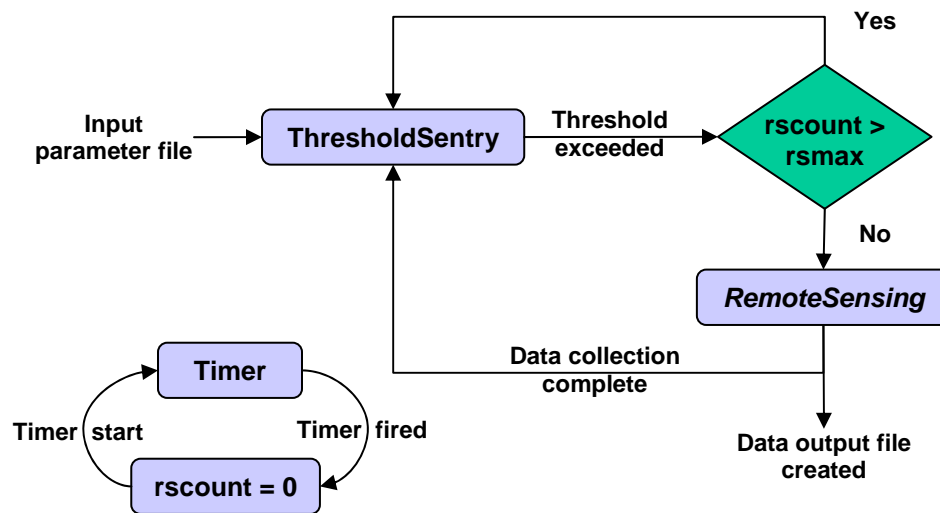 Yes
Input
parameter file
ThresholdSentry
Threshold
exceeded
rscount >
rsmax
No
RemoteSensing
Data collection
complete
Timer
Timer start
Timer fired
rscount = 0
Data output file
created